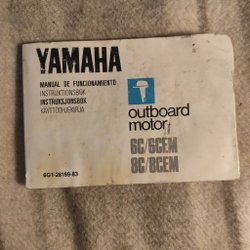 YAMAHA
MANUAL DE FUNCIONAMIENTO
INSTRUKTIONSBOK
INSTRUKSJONSBOK
KÄYTTÖOHJEKIRJA
outboard
motor
6C/6CEM
8C/8CEM
6G1-28199-83